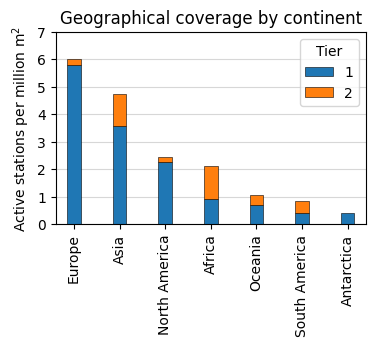 Geographical coverage by continent
Active stations per million m²
7
6
5
4
3
2
1
0
Tier
1
2
Europe
Asia
North America
Africa
Oceania
South America
Antarctica